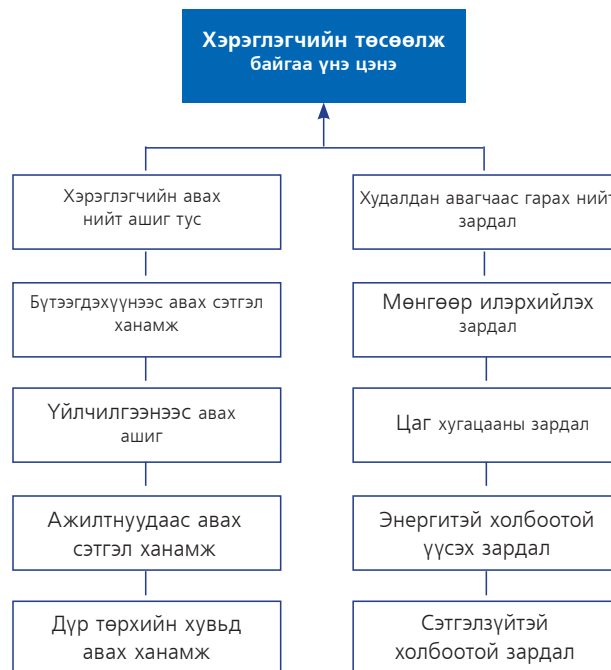 Хэрэглэгчийн төсөөлж
байгаа үнэ цэнэ
Хэрэглэгчийн авах
нийт ашиг тус
Бүтээгдэхүүнээс авах сэтгэл
ханамж
Үйлчилгээнээс авах
ашиг
Ажилтнуудаас авах
сэтгэл ханамж
Дүр төрхийн хувьд
авах ханамж
Худалдан авагчаас гарах нийт
зардал
Мөнгөөр илэрхийлэх
зардал
Цаг хугацааны зардал
Энергитэй холбоотой
үүсэх зардал
Сэтгэлзүйтэй
холбоотой зардал